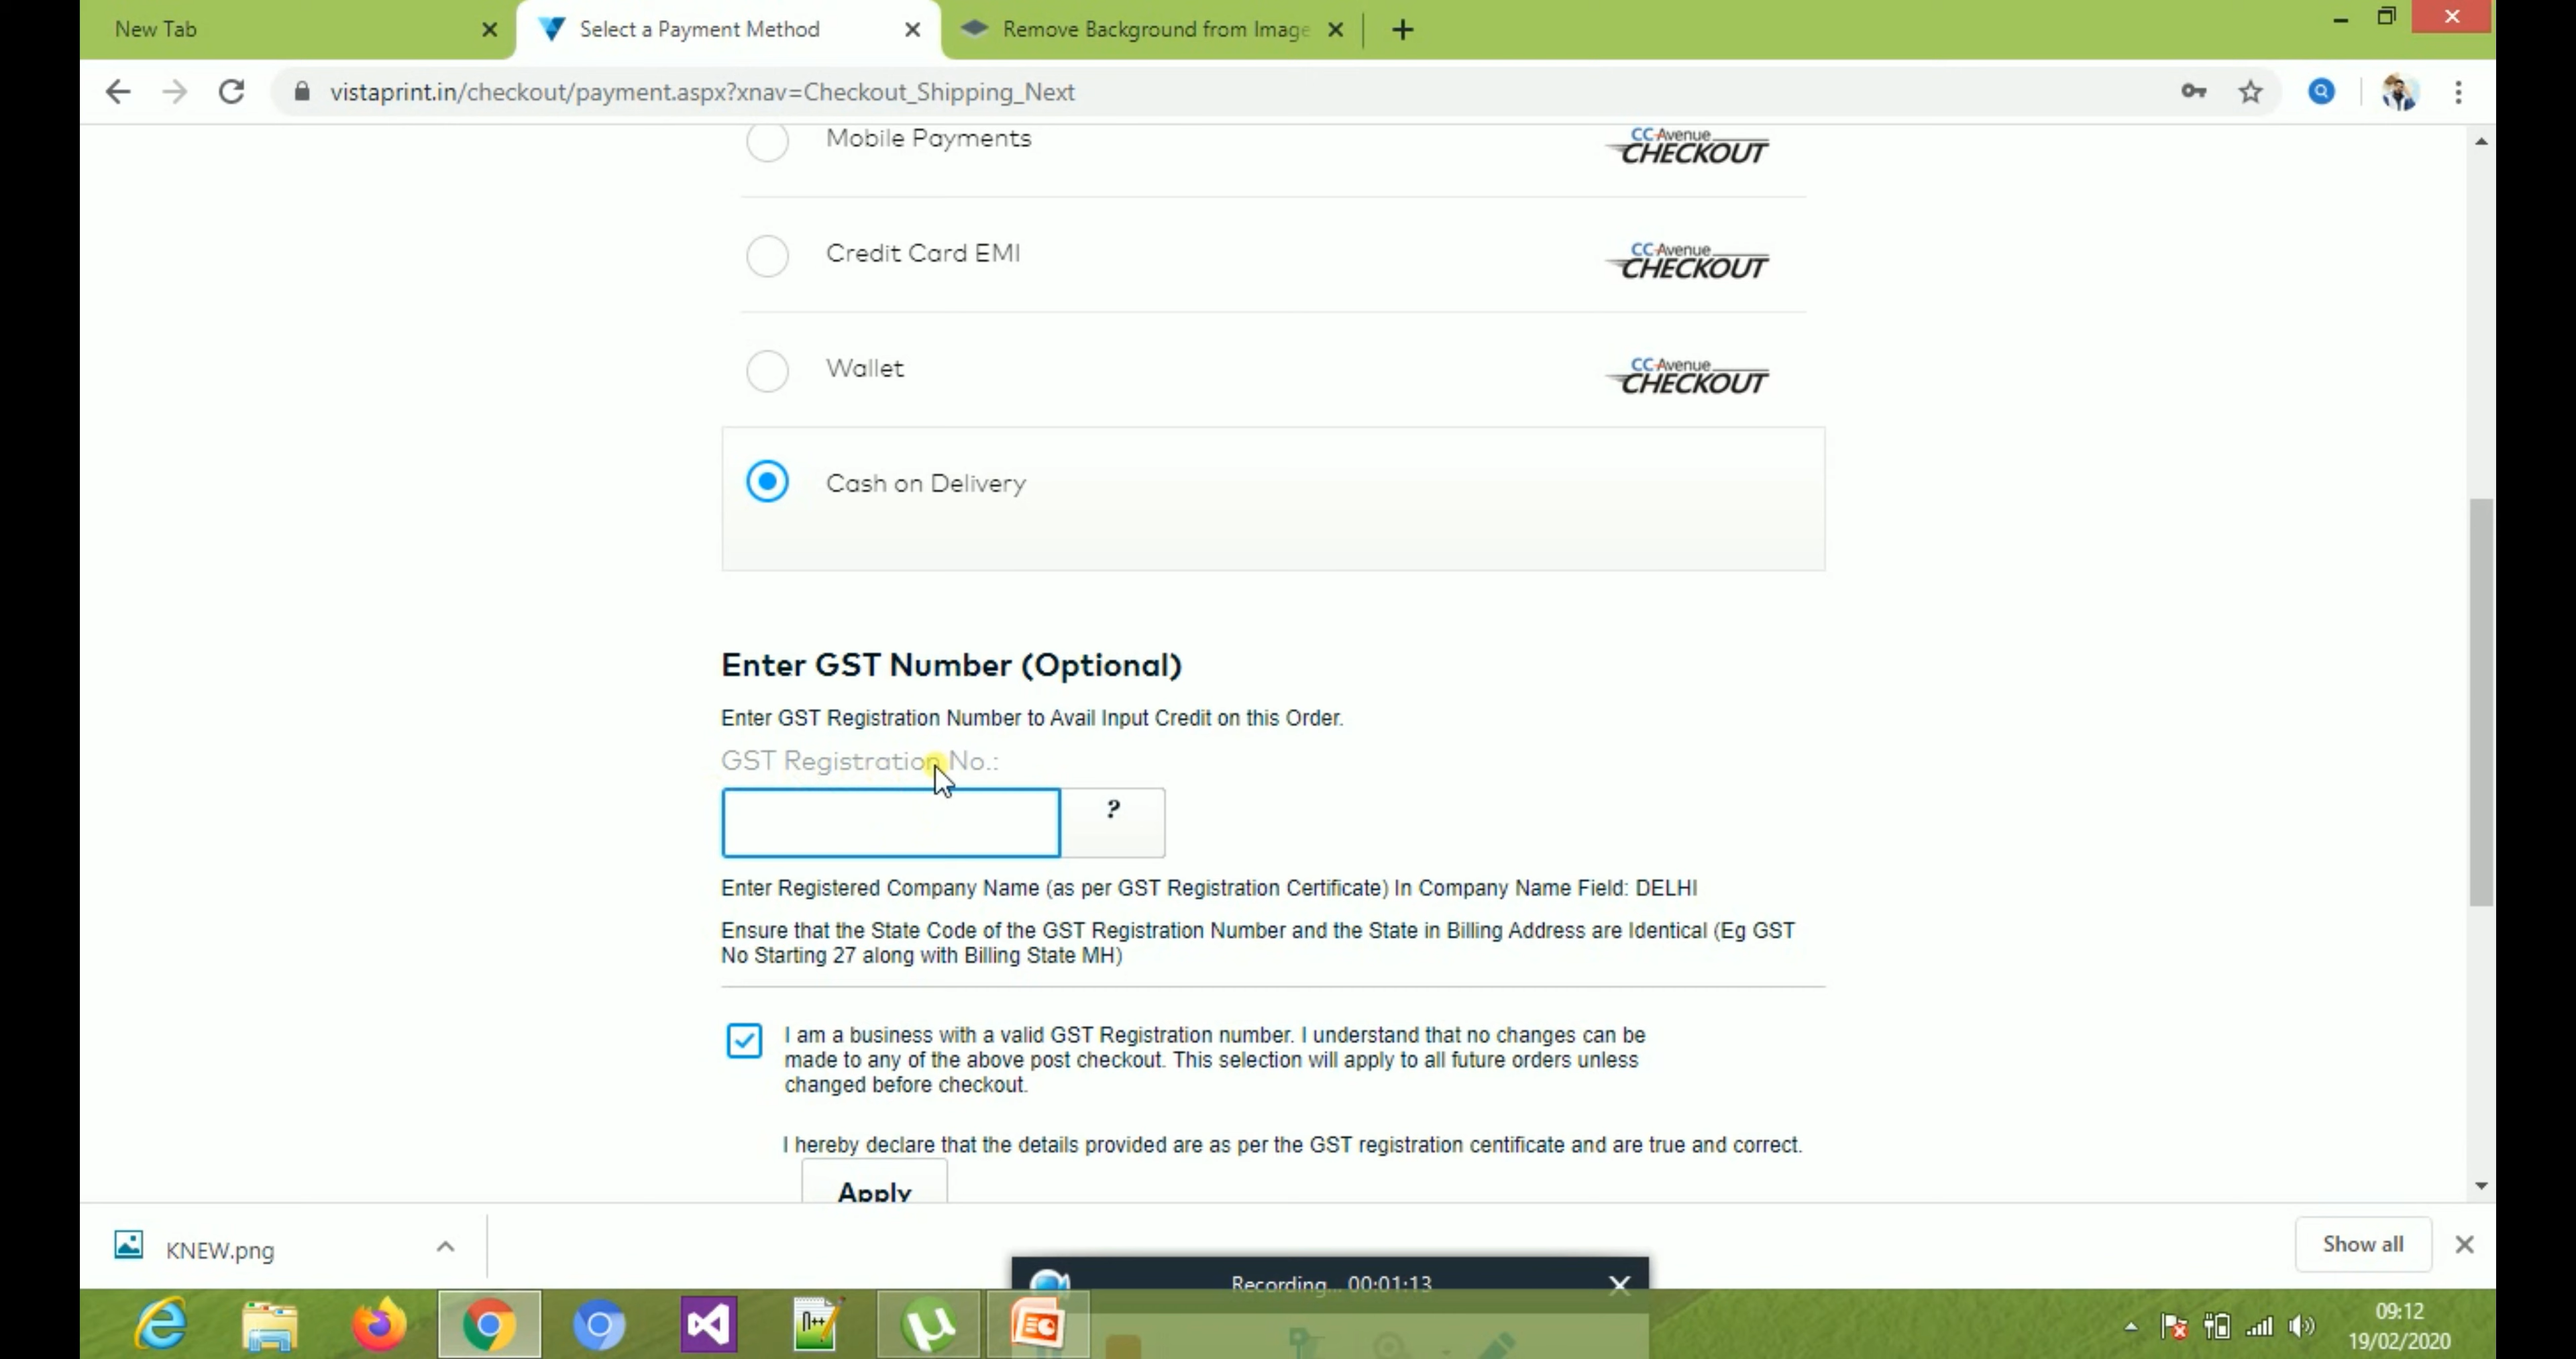 New Tab
Select a Payment Method
Remove Background from Image
vistaprint.in/checkout/payment.aspx?xnav=Checkout_Shipping_Next
Mobile Payments
CCAvenue
CHECKOUT
Credit Card EMI
CCAvenue
CHECKOUT
Wallet
CCAvenue
CHECKOUT
Cash on Delivery
Enter GST Number (Optional)
Enter GST Registration Number to Avail Input Credit on this Order.
GST Registration No.:
?
Enter Registered Company Name (as per GST Registration Certificate) In Company Name Field: DELHI
Ensure that the State Code of the GST Registration Number and the State in Billing Address are Identical (Eg GST
No Starting 27 along with Billing State MH)
I am a business with a valid GST Registration number. I understand that no changes can be
made to any of the above post checkout. This selection will apply to all future orders unless
changed before checkout.
I hereby declare that the details provided are as per the GST registration certificate and are true and correct.
Apply
KNEW.png
Show all
Recording... 00:01:13
09:12
19/02/2020